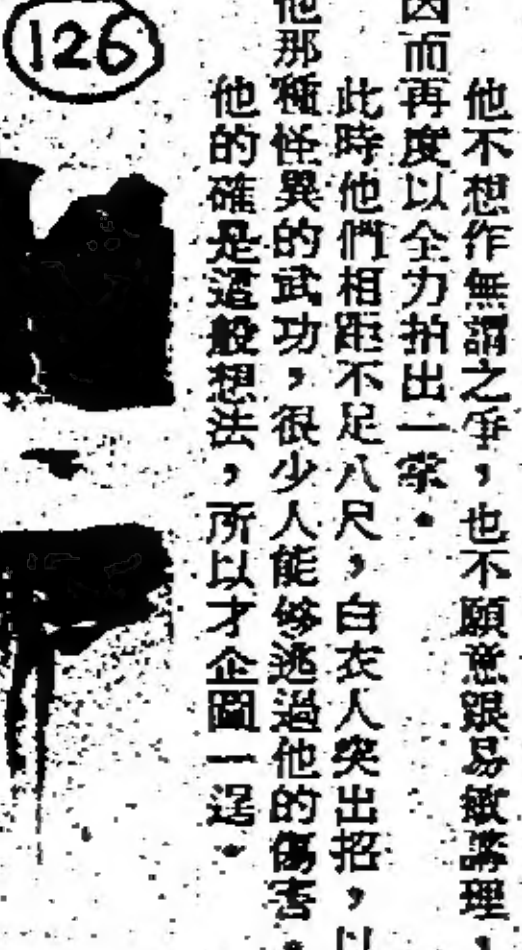 他不想作無謂之爭，也不願意跟易敏講理，
因而再度以全力拍出一掌。
此時他們相距不足八尺，白衣人突出招，以
他那種怪異的武功，很少人能够逃過他的傷害。
他的確是這般想法，所以才企圖一逞。
126